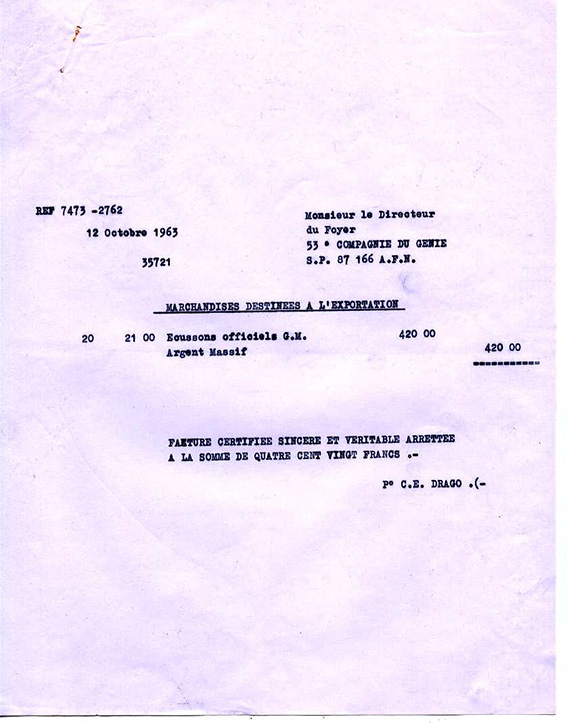 REF 7473 -2762
12 Octobre 1963
35721
Monsieur le Directeur
du Foyer
53 ° COMPAGNIE DU GENIE
S.P. 87 166 A.F.N.
MARCHANDISES DESTINEES A L'EXPORTATION
20 21 00 Ecussons officiels G.M. 420 00
Argent Massif
420 00
FACTURE CERTIFIEE SINCERE ET VERITABLE ARRETTEE
A LA SOMME DE QUATRE CENT VINGT FRANCS .-
P° C.E. DRAGO .(-